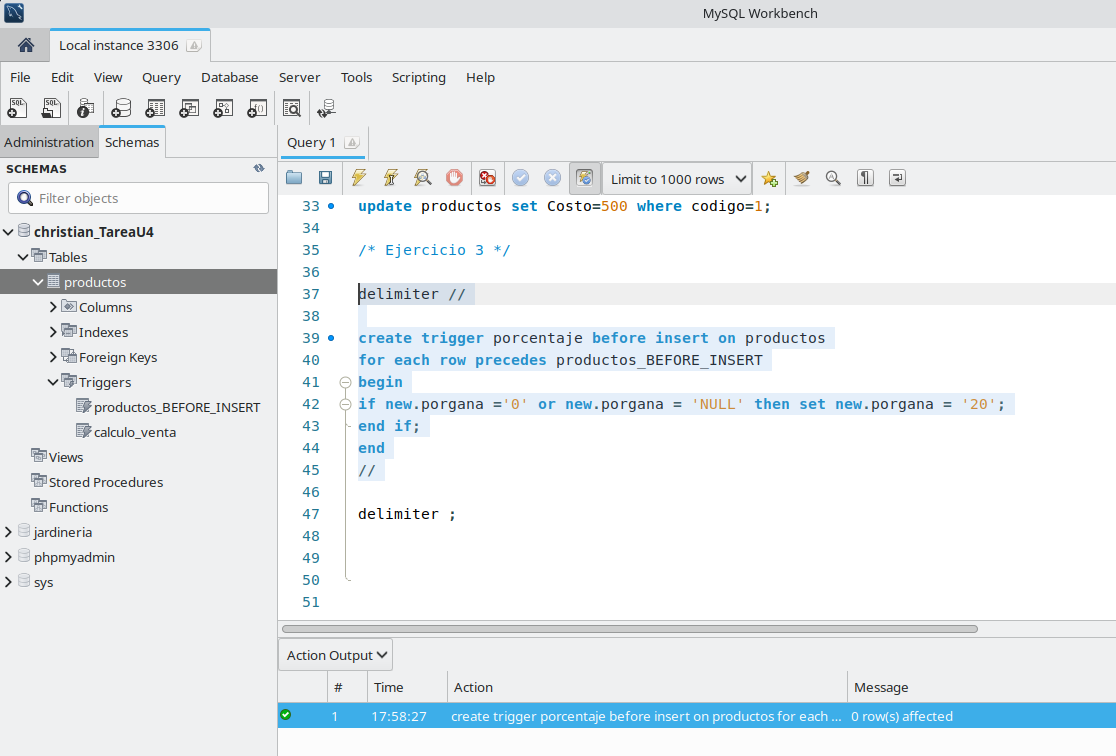 MySQL Workbench
Local instance 3306
File Edit View Query Database Server Tools Scripting Help
Administration Schemas
Query 1
SCHEMAS
Filter objects
Limit to 1000 rows
christian_TareaU4
Tables
productos
Columns
Indexes
Foreign Keys
Triggers
productos_BEFORE_INSERT
calculo_venta
Views
Stored Procedures
Functions
jardineria
phpmyadmin
sys
33 update productos set Costo=500 where codigo=1;
34
35 /* Ejercicio 3 */
36
37 delimiter //
38
39 create trigger porcentaje before insert on productos
40 for each row precedes productos_BEFORE_INSERT
41 begin
42 if new.porgana ='0' or new.porgana = 'NULL' then set new.porgana = '20';
43 end if;
44 end
45 //
46
47 delimiter ;
48
49
50
51
Action Output
# Time Action Message
1 17:58:27 create trigger porcentaje before insert on productos for each ... 0 row(s) affected